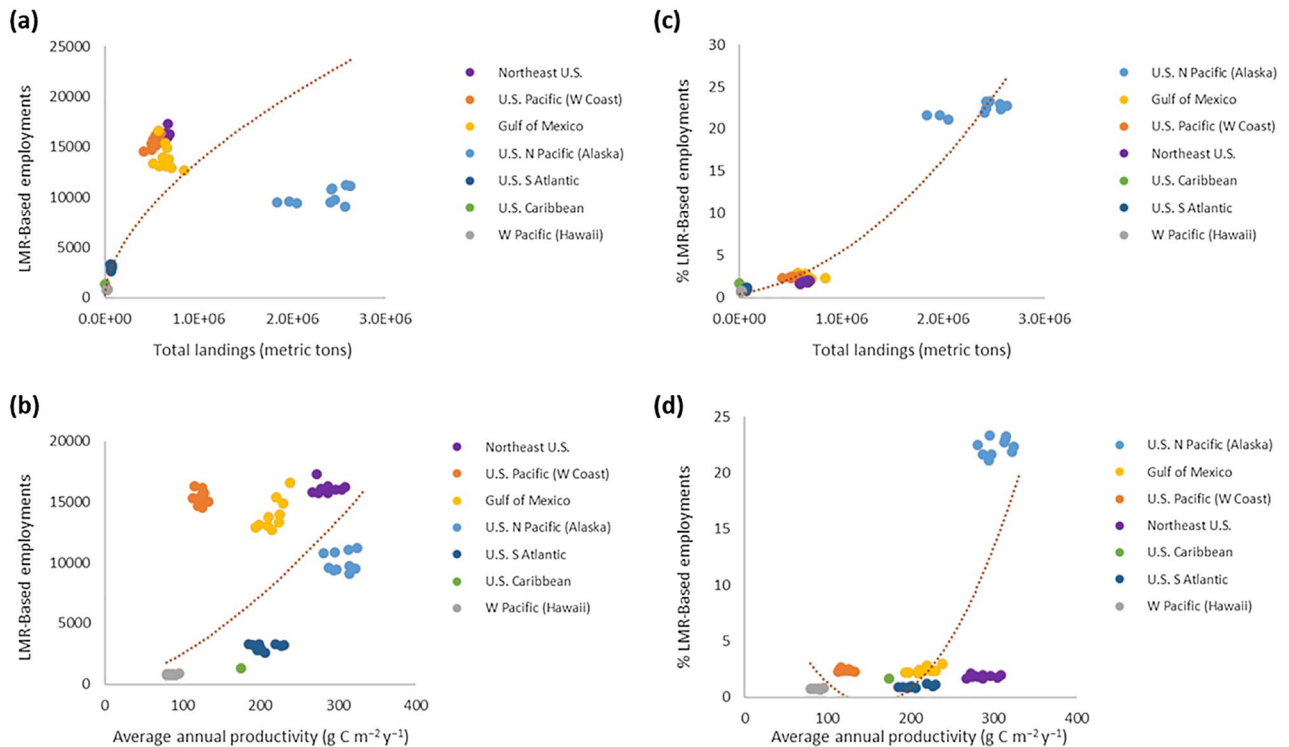 (a)
25000
20000
15000
10000
5000
0
LMR-Based employments
0.0E+00 1.0E+06 2.0E+06 3.0E+06
Total landings (metric tons)
Northeast U.S.
U.S. Pacific (W Coast)
Gulf of Mexico
U.S. N Pacific (Alaska)
U.S. S Atlantic
U.S. Caribbean
W Pacific (Hawaii)
(c)
30
25
20
15
10
5
0
% LMR-Based employments
0.0E+00 1.0E+06 2.0E+06 3.0E+06
Total landings (metric tons)
U.S. N Pacific (Alaska)
Gulf of Mexico
U.S. Pacific (W Coast)
Northeast U.S.
U.S. Caribbean
U.S. S Atlantic
W Pacific (Hawaii)
(b)
20000
15000
10000
5000
0
LMR-Based employments
0 100 200 300 400
Average annual productivity (g C m⁻² y⁻¹)
Northeast U.S.
U.S. Pacific (W Coast)
Gulf of Mexico
U.S. N Pacific (Alaska)
U.S. S Atlantic
U.S. Caribbean
W Pacific (Hawaii)
(d)
25
20
15
10
5
0
% LMR-Based employments
0 100 200 300 400
Average annual productivity (g C m⁻² y⁻¹)
U.S. N Pacific (Alaska)
Gulf of Mexico
U.S. Pacific (W Coast)
Northeast U.S.
U.S. Caribbean
U.S. S Atlantic
W Pacific (Hawaii)